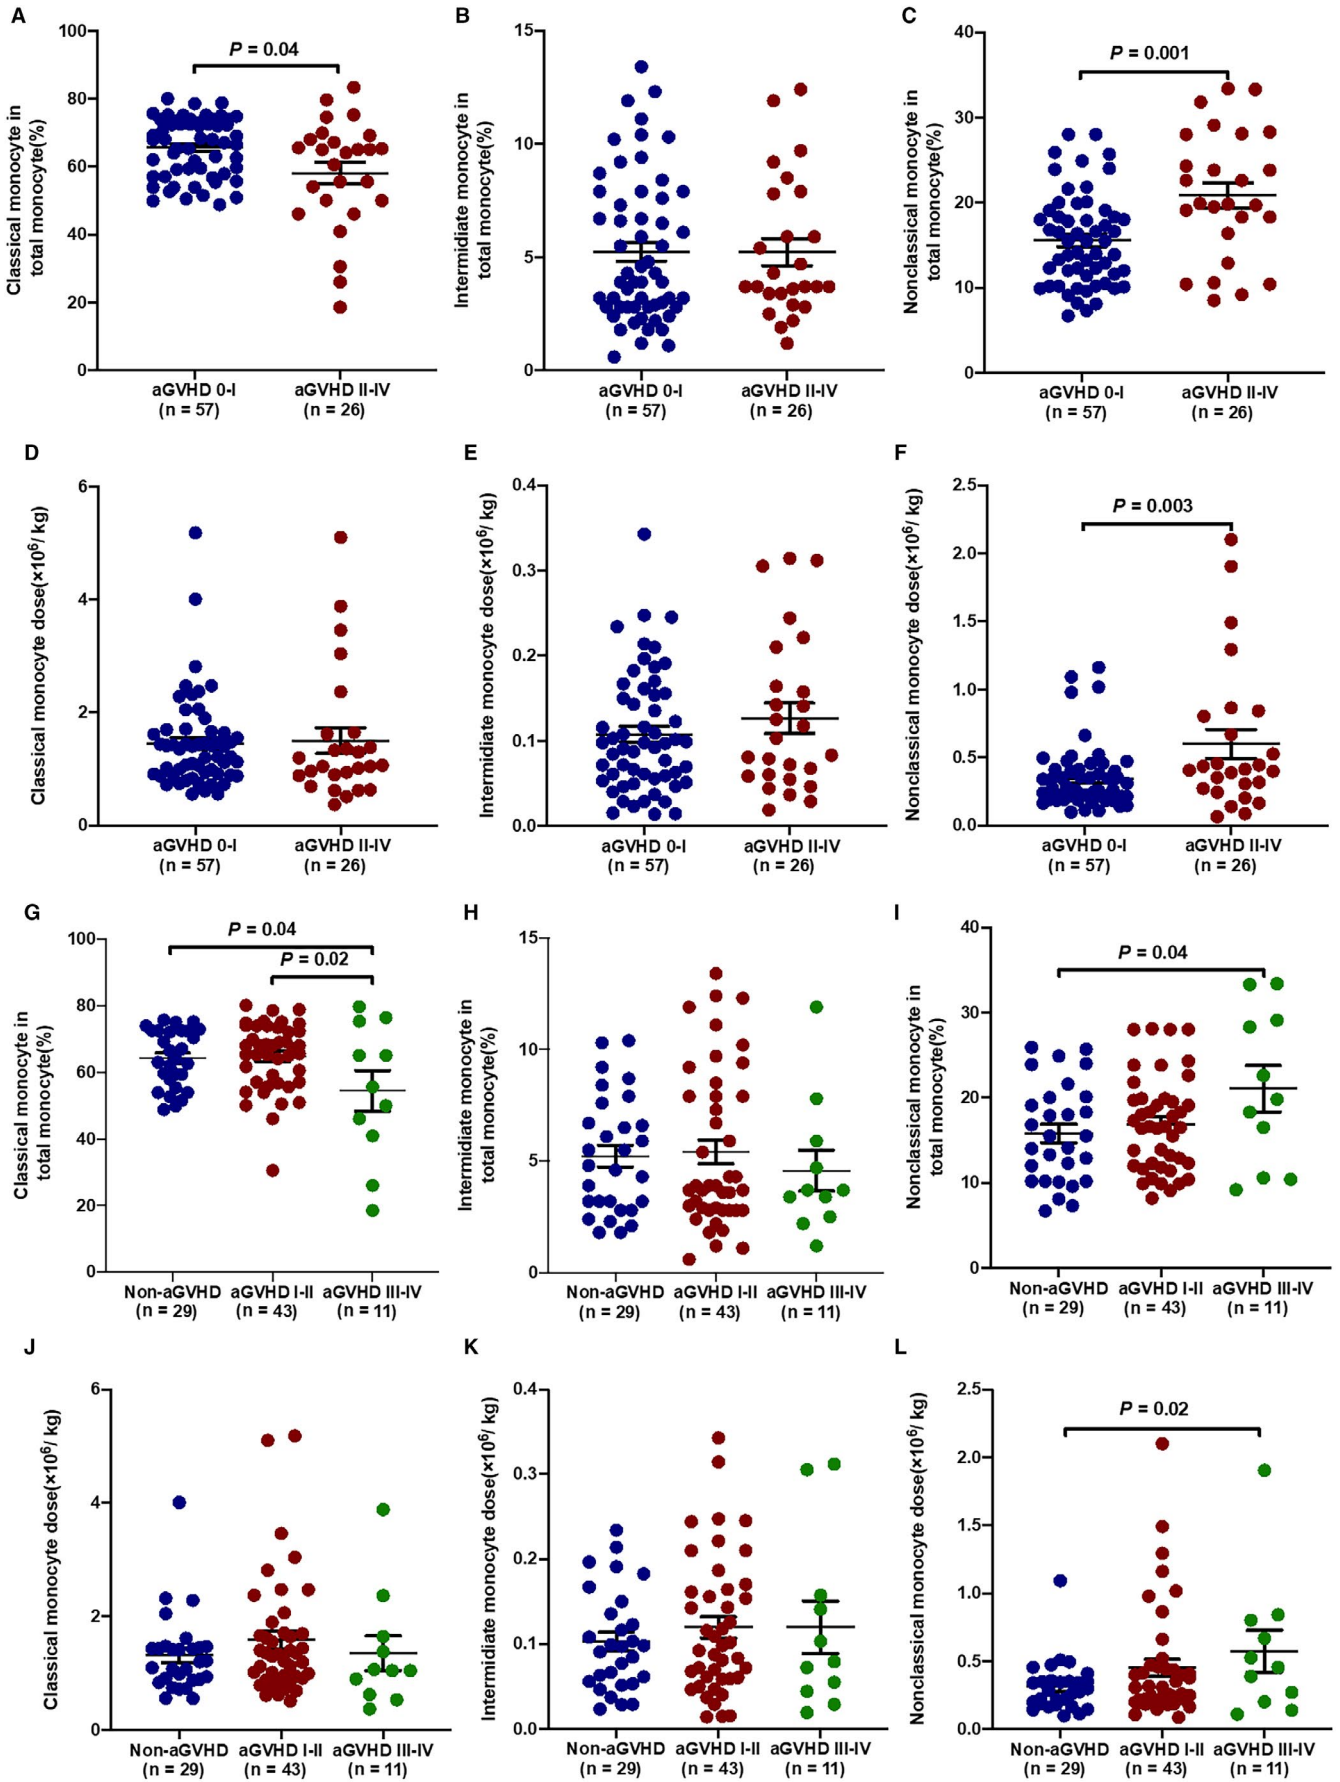 A
Classical monocyte in
total monocyte(%)
100
80
60
40
20
0
P = 0.04
aGVHD 0-I
(n = 57)
aGVHD II-IV
(n = 26)
B
Intermidiate monocyte in
total monocyte(%)
15
10
5
0
aGVHD 0-I
(n = 57)
aGVHD II-IV
(n = 26)
C
Nonclassical monocyte in
total monocyte(%)
40
30
20
10
0
P = 0.001
aGVHD 0-I
(n = 57)
aGVHD II-IV
(n = 26)
D
Classical monocyte dose(×10⁶/ kg)
6
4
2
0
aGVHD 0-I
(n = 57)
aGVHD II-IV
(n = 26)
E
Intermidiate monocyte dose(×10⁶/ kg)
0.4
0.3
0.2
0.1
0.0
aGVHD 0-I
(n = 57)
aGVHD II-IV
(n = 26)
F
Nonclassical monocyte dose(×10⁶/ kg)
2.5
2.0
1.5
1.0
0.5
0.0
P = 0.003
aGVHD 0-I
(n = 57)
aGVHD II-IV
(n = 26)
G
Classical monocyte in
total monocyte(%)
100
80
60
40
20
0
P = 0.04
P = 0.02
Non-aGVHD
(n = 29)
aGVHD I-II
(n = 43)
aGVHD III-IV
(n = 11)
H
Intermidiate monocyte in
total monocyte(%)
15
10
5
0
Non-aGVHD
(n = 29)
aGVHD I-II
(n = 43)
aGVHD III-IV
(n = 11)
I
Nonclassical monocyte in
total monocyte(%)
40
30
20
10
0
P = 0.04
Non-aGVHD
(n = 29)
aGVHD I-II
(n = 43)
aGVHD III-IV
(n = 11)
J
Classical monocyte dose(×10⁶/ kg)
6
4
2
0
Non-aGVHD
(n = 29)
aGVHD I-II
(n = 43)
aGVHD III-IV
(n = 11)
K
Intermidiate monocyte dose(×10⁶/ kg)
0.4
0.3
0.2
0.1
0.0
Non-aGVHD
(n = 29)
aGVHD I-II
(n = 43)
aGVHD III-IV
(n = 11)
L
Nonclassical monocyte dose(×10⁶/ kg)
2.5
2.0
1.5
1.0
0.5
0.0
P = 0.02
Non-aGVHD
(n = 29)
aGVHD I-II
(n = 43)
aGVHD III-IV
(n = 11)